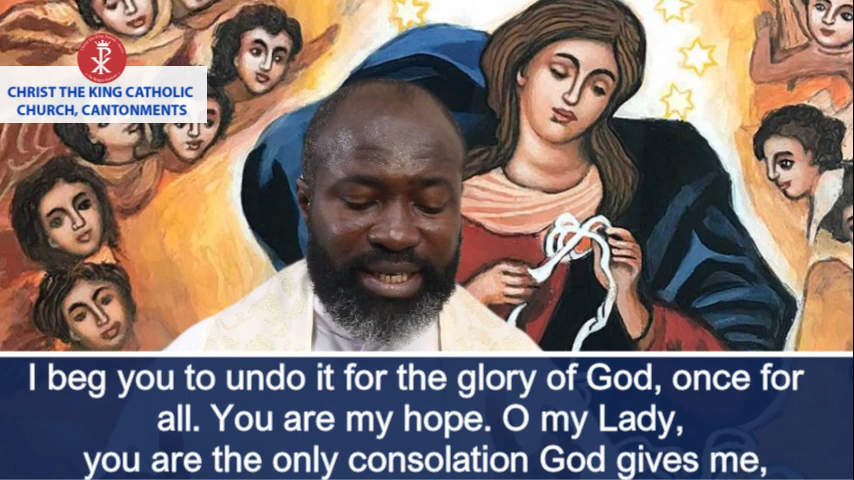 CHRIST THE KING CATHOLIC
CHURCH, CANTONMENTS
I beg you to undo it for the glory of God, once for
all. You are my hope. O my Lady,
you are the only consolation God gives me,